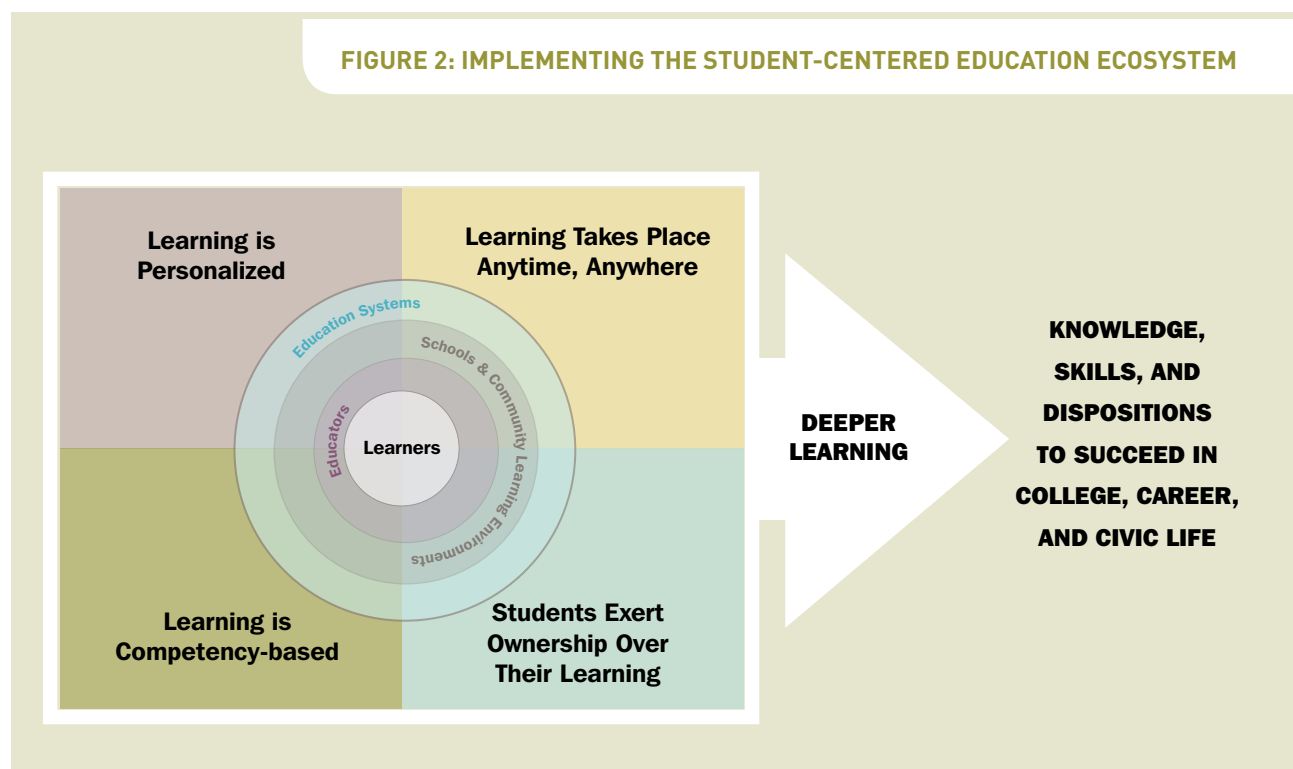 FIGURE 2: IMPLEMENTING THE STUDENT-CENTERED EDUCATION ECOSYSTEM
Learning is
Personalized
Learning Takes Place
Anytime, Anywhere
Education Systems
Schools & Community Learning Environments
Educators
Learners
Learning is
Competency-based
Students Exert
Ownership Over
Their Learning
DEEPER
LEARNING
KNOWLEDGE,
SKILLS, AND
DISPOSITIONS
TO SUCCEED IN
COLLEGE, CAREER,
AND CIVIC LIFE